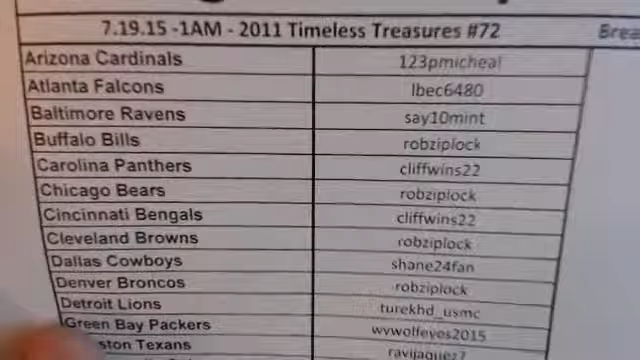 7.19.15 -1AM - 2011 Timeless Treasures #72
Arizona Cardinals 123pmicheal
Atlanta Falcons lbec6480
Baltimore Ravens say10mint
Buffalo Bills robziplock
Carolina Panthers cliffwins22
Chicago Bears robziplock
Cincinnati Bengals cliffwins22
Cleveland Browns robziplock
Dallas Cowboys shane24fan
Denver Broncos robziplock
Detroit Lions turekhd_usmc
Green Bay Packers wvwolfeyes2015
ston Texans